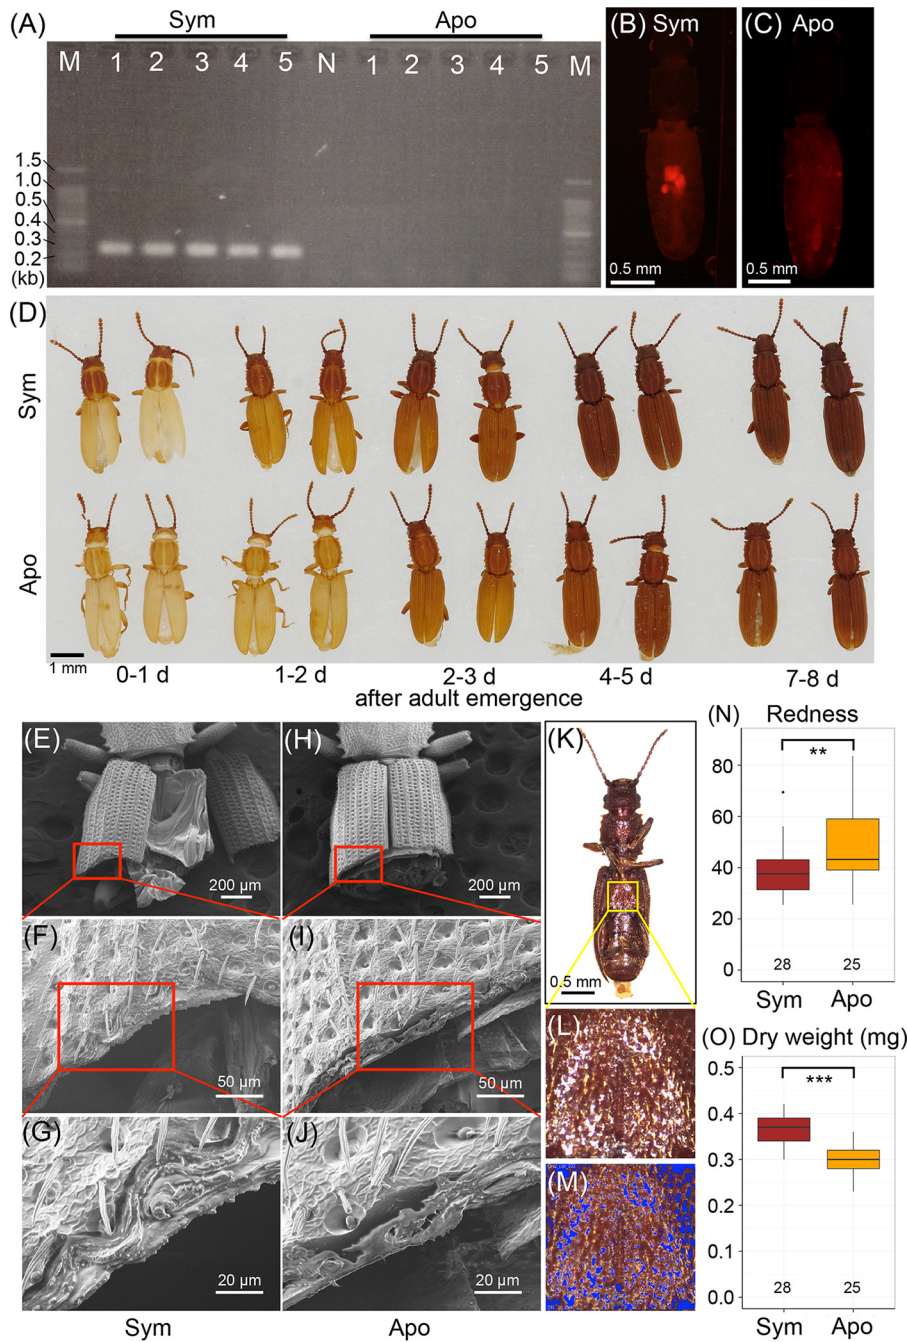 (A) Sym Apo
M 1 2 3 4 5 N 1 2 3 4 5 M
1.5
1.0
0.5
0.4
0.3
0.2
(kb)
(B) Sym
0.5 mm
(C) Apo
0.5 mm
(D)
Sym
Apo
1 mm
0-1 d 1-2 d 2-3 d 4-5 d 7-8 d
after adult emergence
(E)
200 μm
(H)
200 μm
(F)
50 μm
(I)
50 μm
(G)
20 μm
(J)
20 μm
Sym Apo
(K)
0.5 mm
(L)
(M)
(N) Redness
**
80
60
40
20
0
28 25
Sym Apo
(O) Dry weight (mg)
***
0.5
0.4
0.3
0.2
0.1
0.0
28 25
Sym Apo